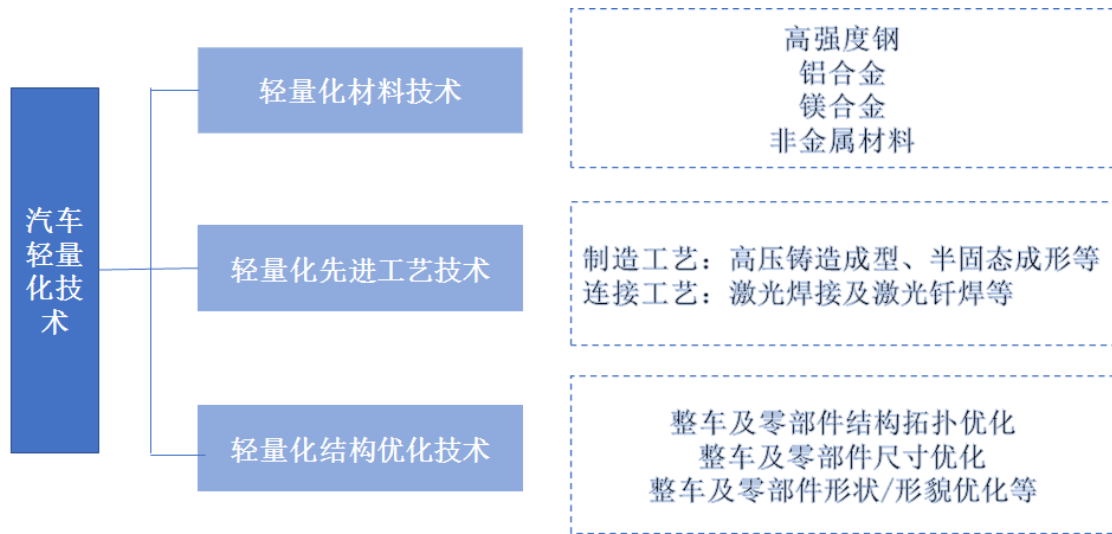 汽车
轻量
化技
术
轻量化材料技术
高强度钢
铝合金
镁合金
非金属材料
轻量化先进工艺技术
制造工艺：高压铸造成型、半固态成形等
连接工艺：激光焊接及激光钎焊等
轻量化结构优化技术
整车及零部件结构拓扑优化
整车及零部件尺寸优化
整车及零部件形状/形貌优化等